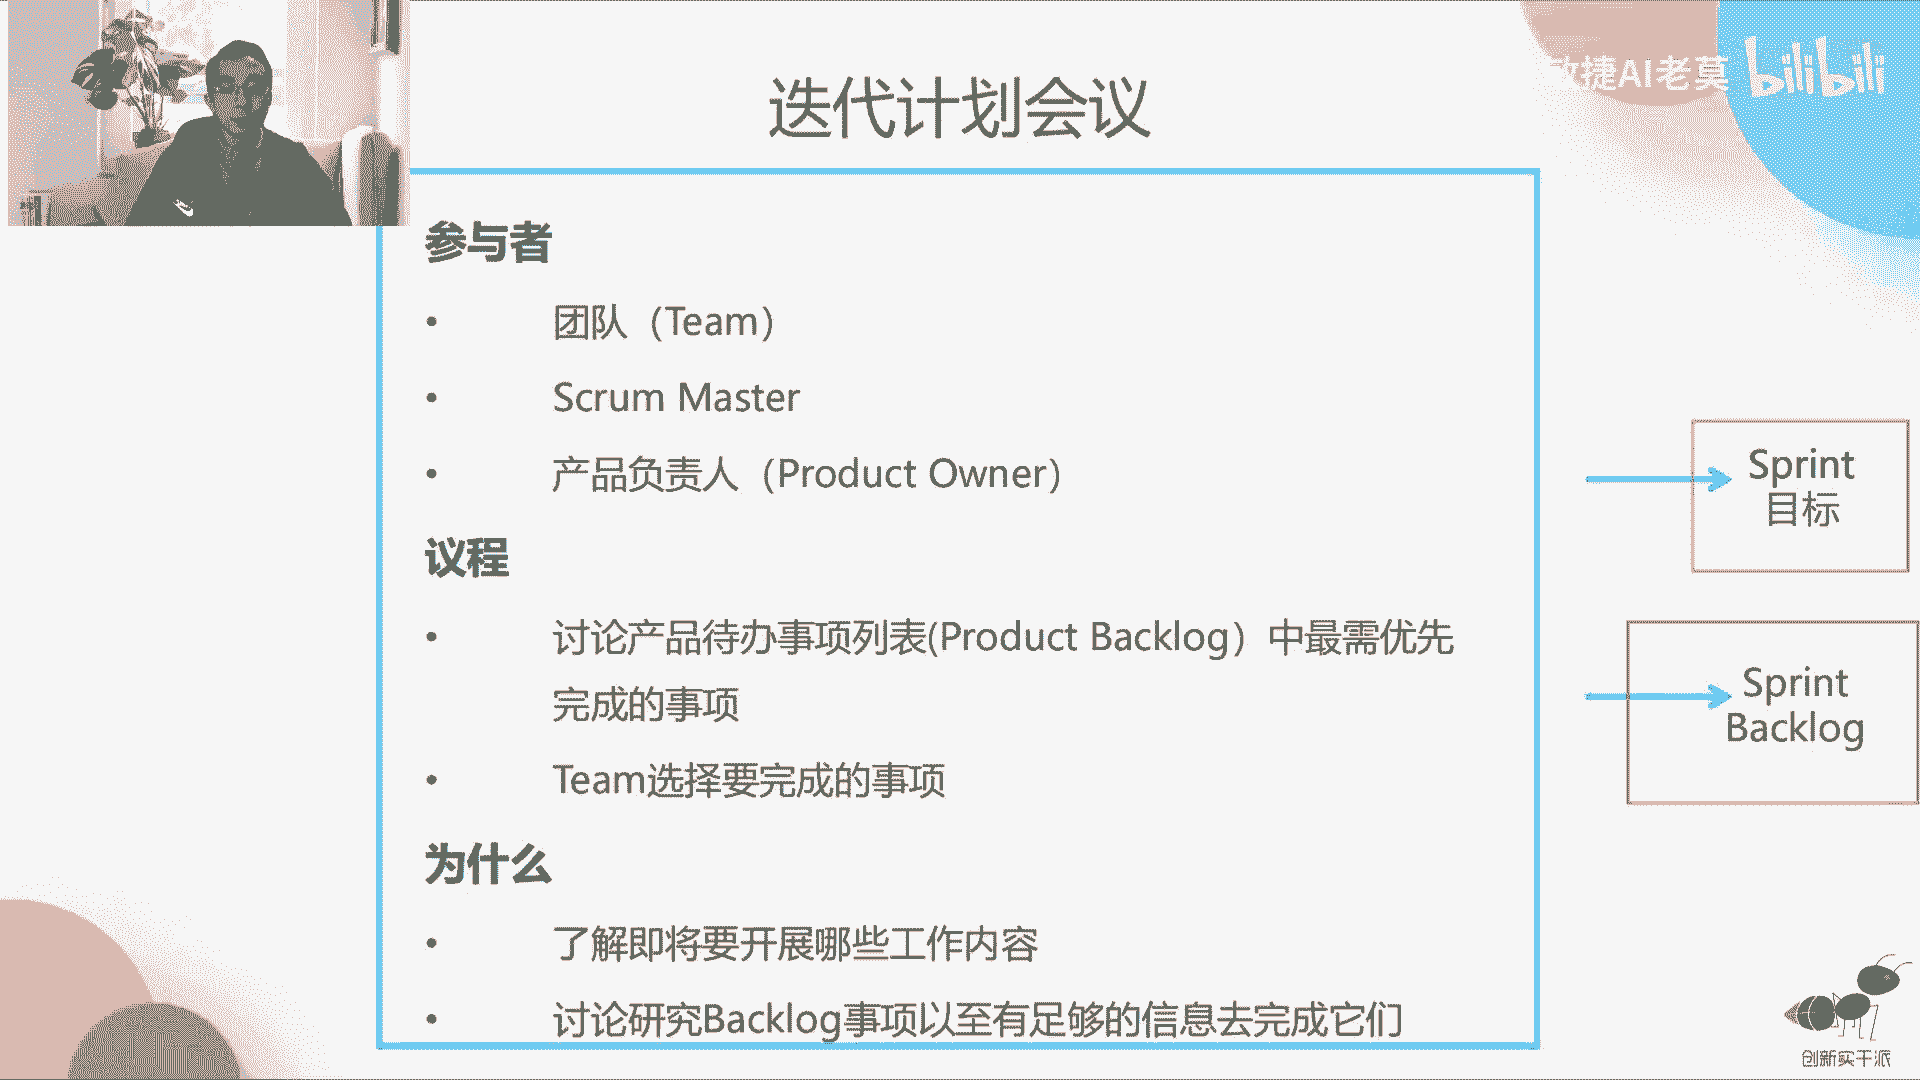 敏捷AI老莫 bilibili
迭代计划会议
参与者
• 团队（Team）
• Scrum Master
• 产品负责人（Product Owner）
议程
• 讨论产品待办事项列表(Product Backlog）中最需优先
完成的事项
• Team选择要完成的事项
为什么
• 了解即将要开展哪些工作内容
• 讨论研究Backlog事项以至有足够的信息去完成它们
Sprint
目标
Sprint
Backlog
创新实干派